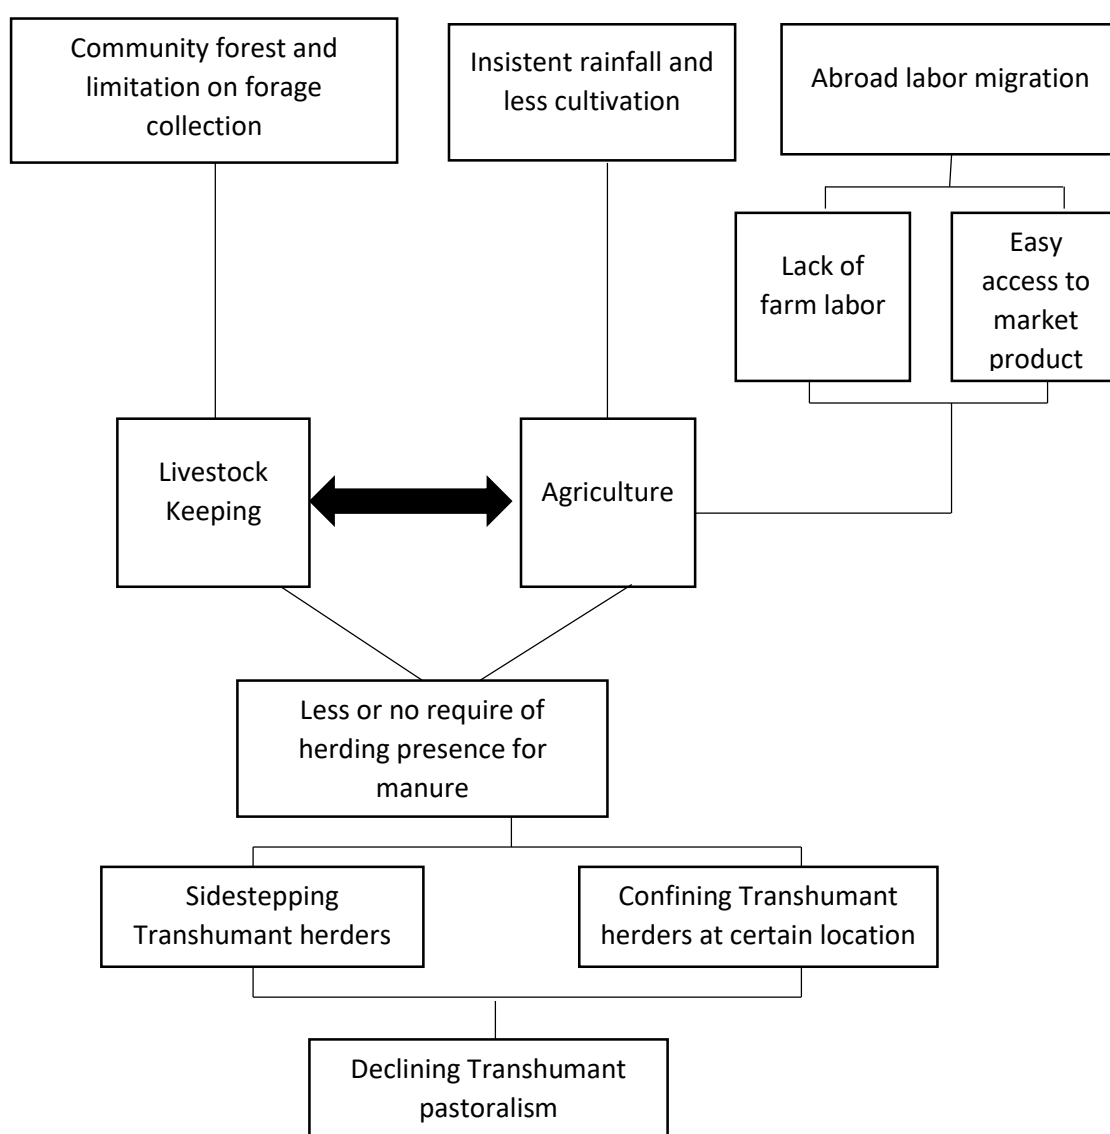 Community forest and
limitation on forage
collection
Insistent rainfall and
less cultivation
Abroad labor migration
Lack of
farm labor
Easy
access to
market
product
Livestock
Keeping
Agriculture
Less or no require of
herding presence for
manure
Sidestepping
Transhumant herders
Confining Transhumant
herders at certain location
Declining Transhumant
pastoralism